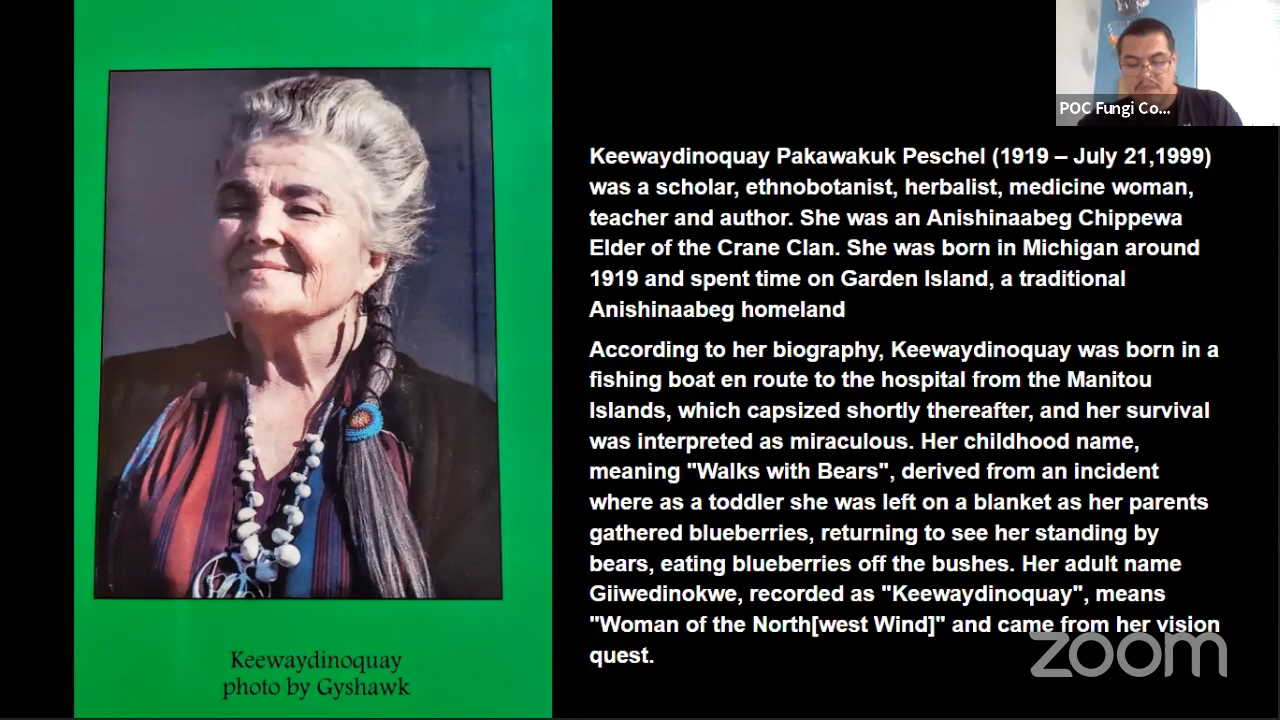 POC Fungi Co...
Keewaydinoquay Pakawakuk Peschel (1919 – July 21,1999)
was a scholar, ethnobotanist, herbalist, medicine woman,
teacher and author. She was an Anishinaabeg Chippewa
Elder of the Crane Clan. She was born in Michigan around
1919 and spent time on Garden Island, a traditional
Anishinaabeg homeland
According to her biography, Keewaydinoquay was born in a
fishing boat en route to the hospital from the Manitou
Islands, which capsized shortly thereafter, and her survival
was interpreted as miraculous. Her childhood name,
meaning "Walks with Bears", derived from an incident
where as a toddler she was left on a blanket as her parents
gathered blueberries, returning to see her standing by
bears, eating blueberries off the bushes. Her adult name
Giiwedinokwe, recorded as "Keewaydinoquay", means
"Woman of the North[west Wind]" and came from her vision
quest.
zoom
Keewaydinoquay
photo by Gyshawk